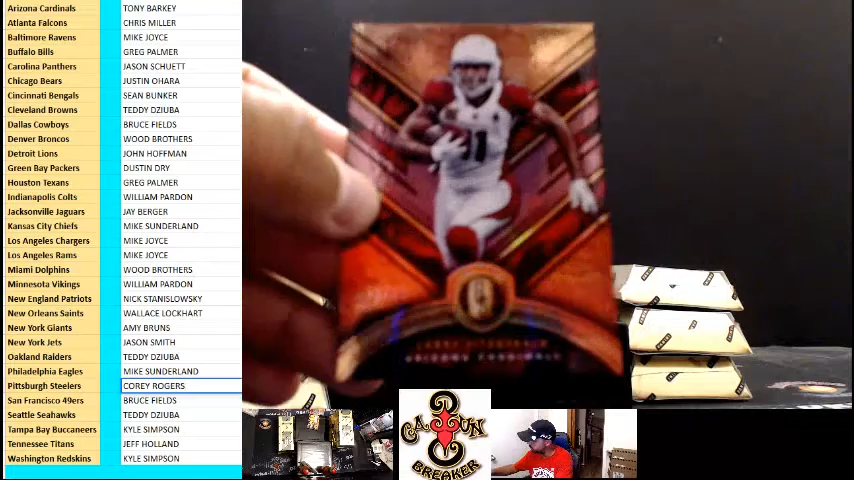 Arizona Cardinals TONY BARKEY
Atlanta Falcons CHRIS MILLER
Baltimore Ravens MIKE JOYCE
Buffalo Bills GREG PALMER
Carolina Panthers JASON SCHUETT
Chicago Bears JUSTIN OHARA
Cincinnati Bengals SEAN BUNKER
Cleveland Browns TEDDY DZIUBA
Dallas Cowboys BRUCE FIELDS
Denver Broncos WOOD BROTHERS
Detroit Lions JOHN HOFFMAN
Green Bay Packers DUSTIN DRY
Houston Texans GREG PALMER
Indianapolis Colts WILLIAM PARDON
Jacksonville Jaguars JAY BERGER
Kansas City Chiefs MIKE SUNDERLAND
Los Angeles Chargers MIKE JOYCE
Los Angeles Rams MIKE JOYCE
Miami Dolphins WOOD BROTHERS
Minnesota Vikings WILLIAM PARDON
New England Patriots NICK STANISLOWSKY
New Orleans Saints WALLACE LOCKHART
New York Giants AMY BRUNS
New York Jets JASON SMITH
Oakland Raiders TEDDY DZIUBA
Philadelphia Eagles MIKE SUNDERLAND
Pittsburgh Steelers COREY ROGERS
San Francisco 49ers BRUCE FIELDS
Seattle Seahawks TEDDY DZIUBA
Tampa Bay Buccaneers KYLE SIMPSON
Tennessee Titans JEFF HOLLAND
Washington Redskins KYLE SIMPSON
11
LARRY FITZGERALD
ARIZONA CARDINALS
CAJUN
BREAKER